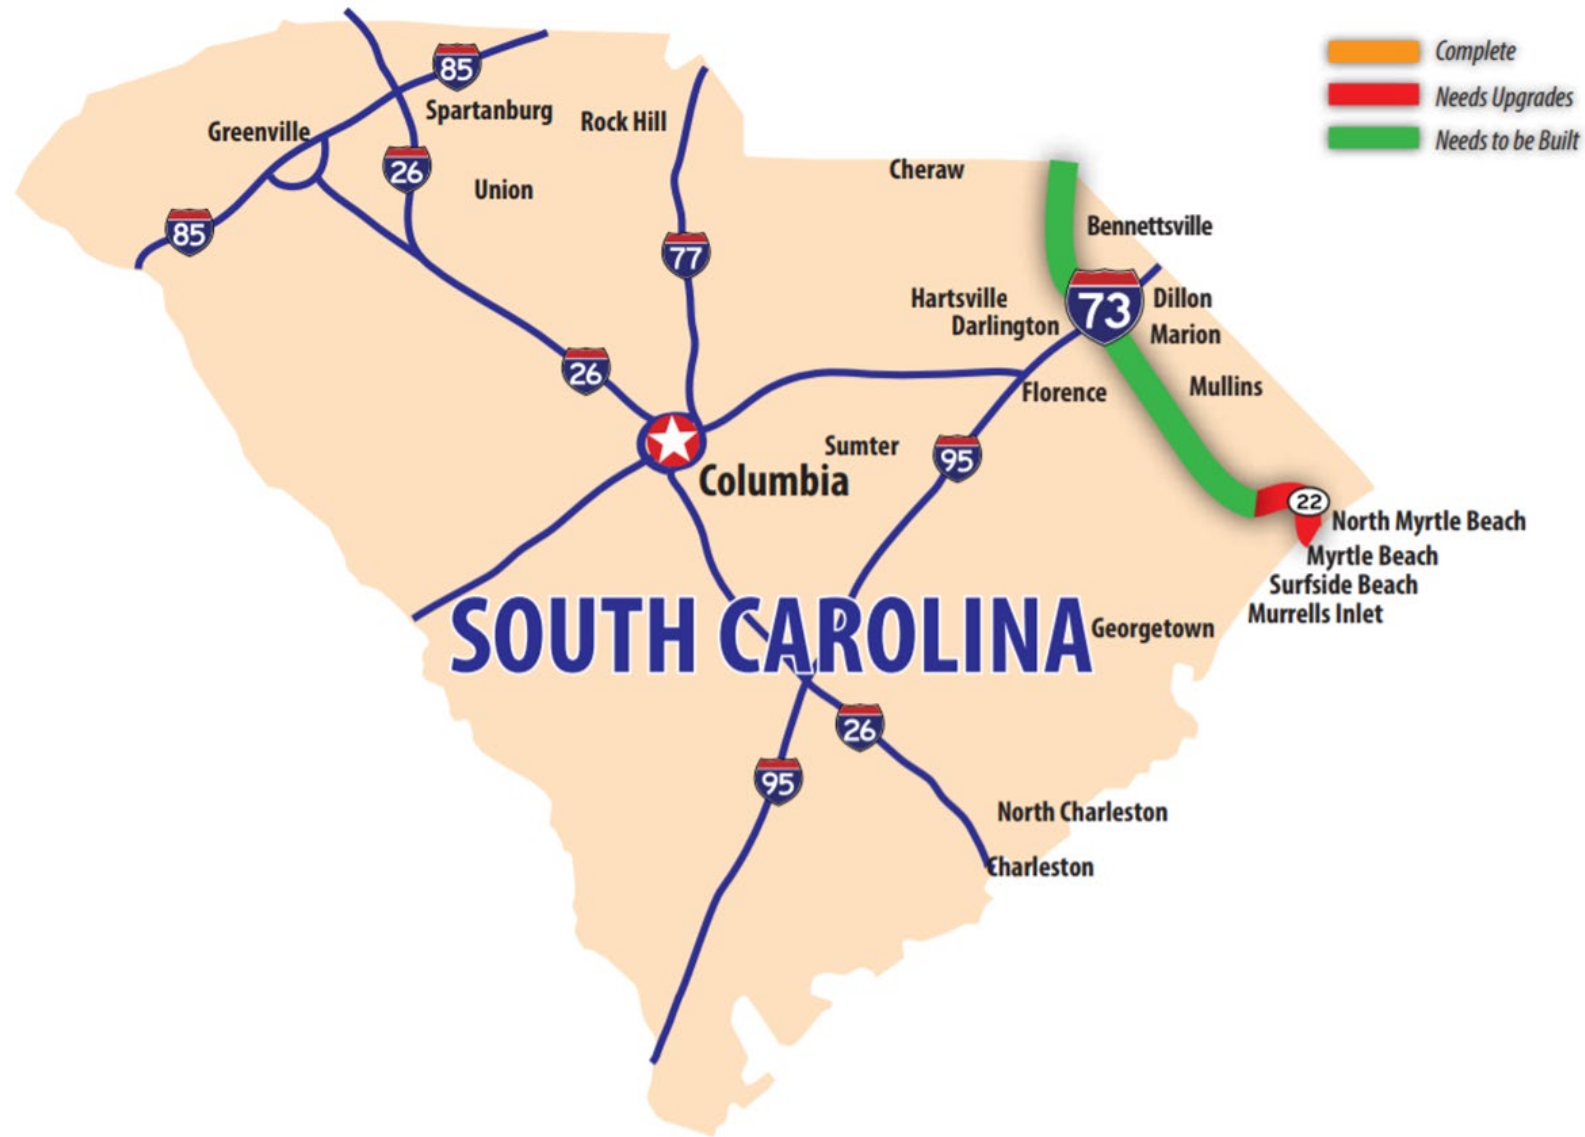 Complete
Needs Upgrades
Needs to be Built
85
Spartanburg
Rock Hill
Greenville
26
Union
Cheraw
85
Bennettsville
77
73
Hartsville
Dillon
Darlington
Marion
26
Florence
Mullins
Sumter
95
Columbia
22
North Myrtle Beach
Myrtle Beach
Surfside Beach
Murrells Inlet
SOUTH CAROLINA
Georgetown
26
95
North Charleston
Charleston